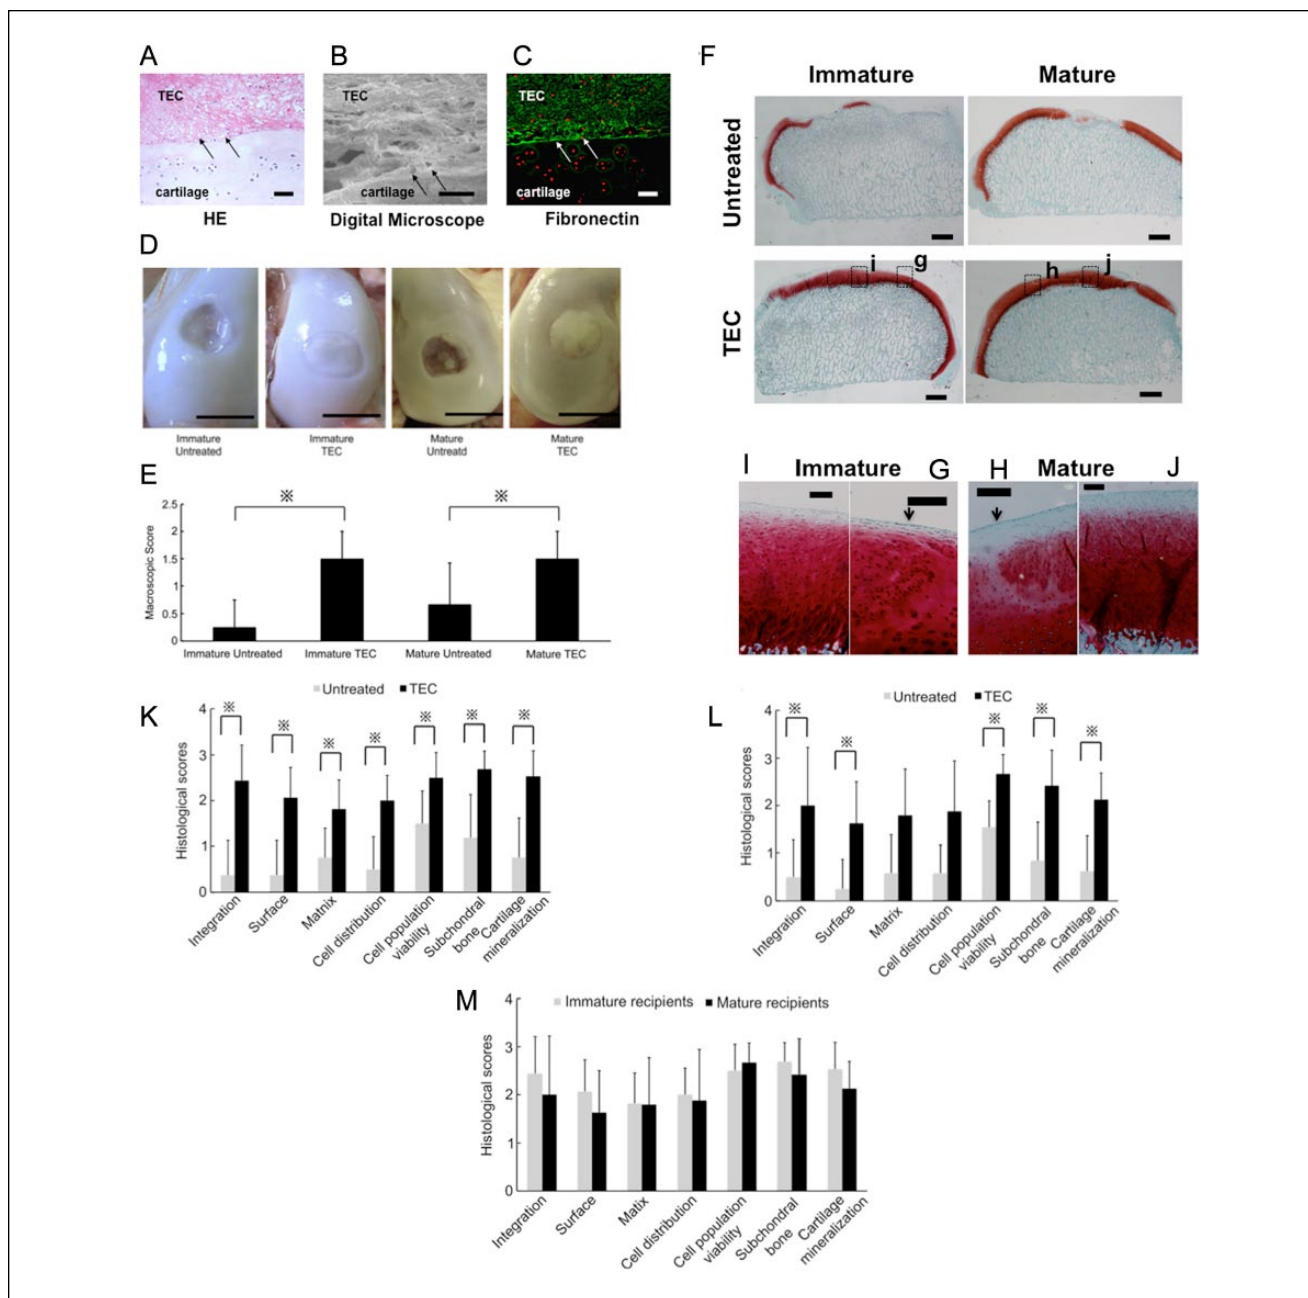 A
B
C
TEC
cartilage
HE
TEC
cartilage
Digital Microscope
TEC
cartilage
Fibronectin
D
Immature
Untreated
Immature
TEC
Mature
Untreatd
Mature
TEC
E
※
※
Macroscopic Score
2.5
2
1.5
1
0.5
0
Immature Untreated
Immature TEC
Mature Untreated
Mature TEC
F
Immature
Mature
Untreated
TEC
i
g
h
j
I
Immature
G
H
Mature
J
K
Untreated
TEC
※
※
※
※
※
※
※
Histological scores
4
3
2
1
0
Integration
Surface
Matnix
Cell distribution
Cell population
viability
Subchondral
bone
Cartilage
mineralization
L
Untreated
TEC
※
※
※
※
※
Histological scores
4
3
2
1
0
Integration
Surface
Matrix
Cell distribution
Cell population
viability
Subchondral
bone
Cartilage
mineralization
M
Immature recipients
Mature recipients
Histological scores
4
3
2
1
0
Integration
Surface
Matix
Cell distribution
Cell population
viability
Subchondral
bone
Cartilage
mineralization